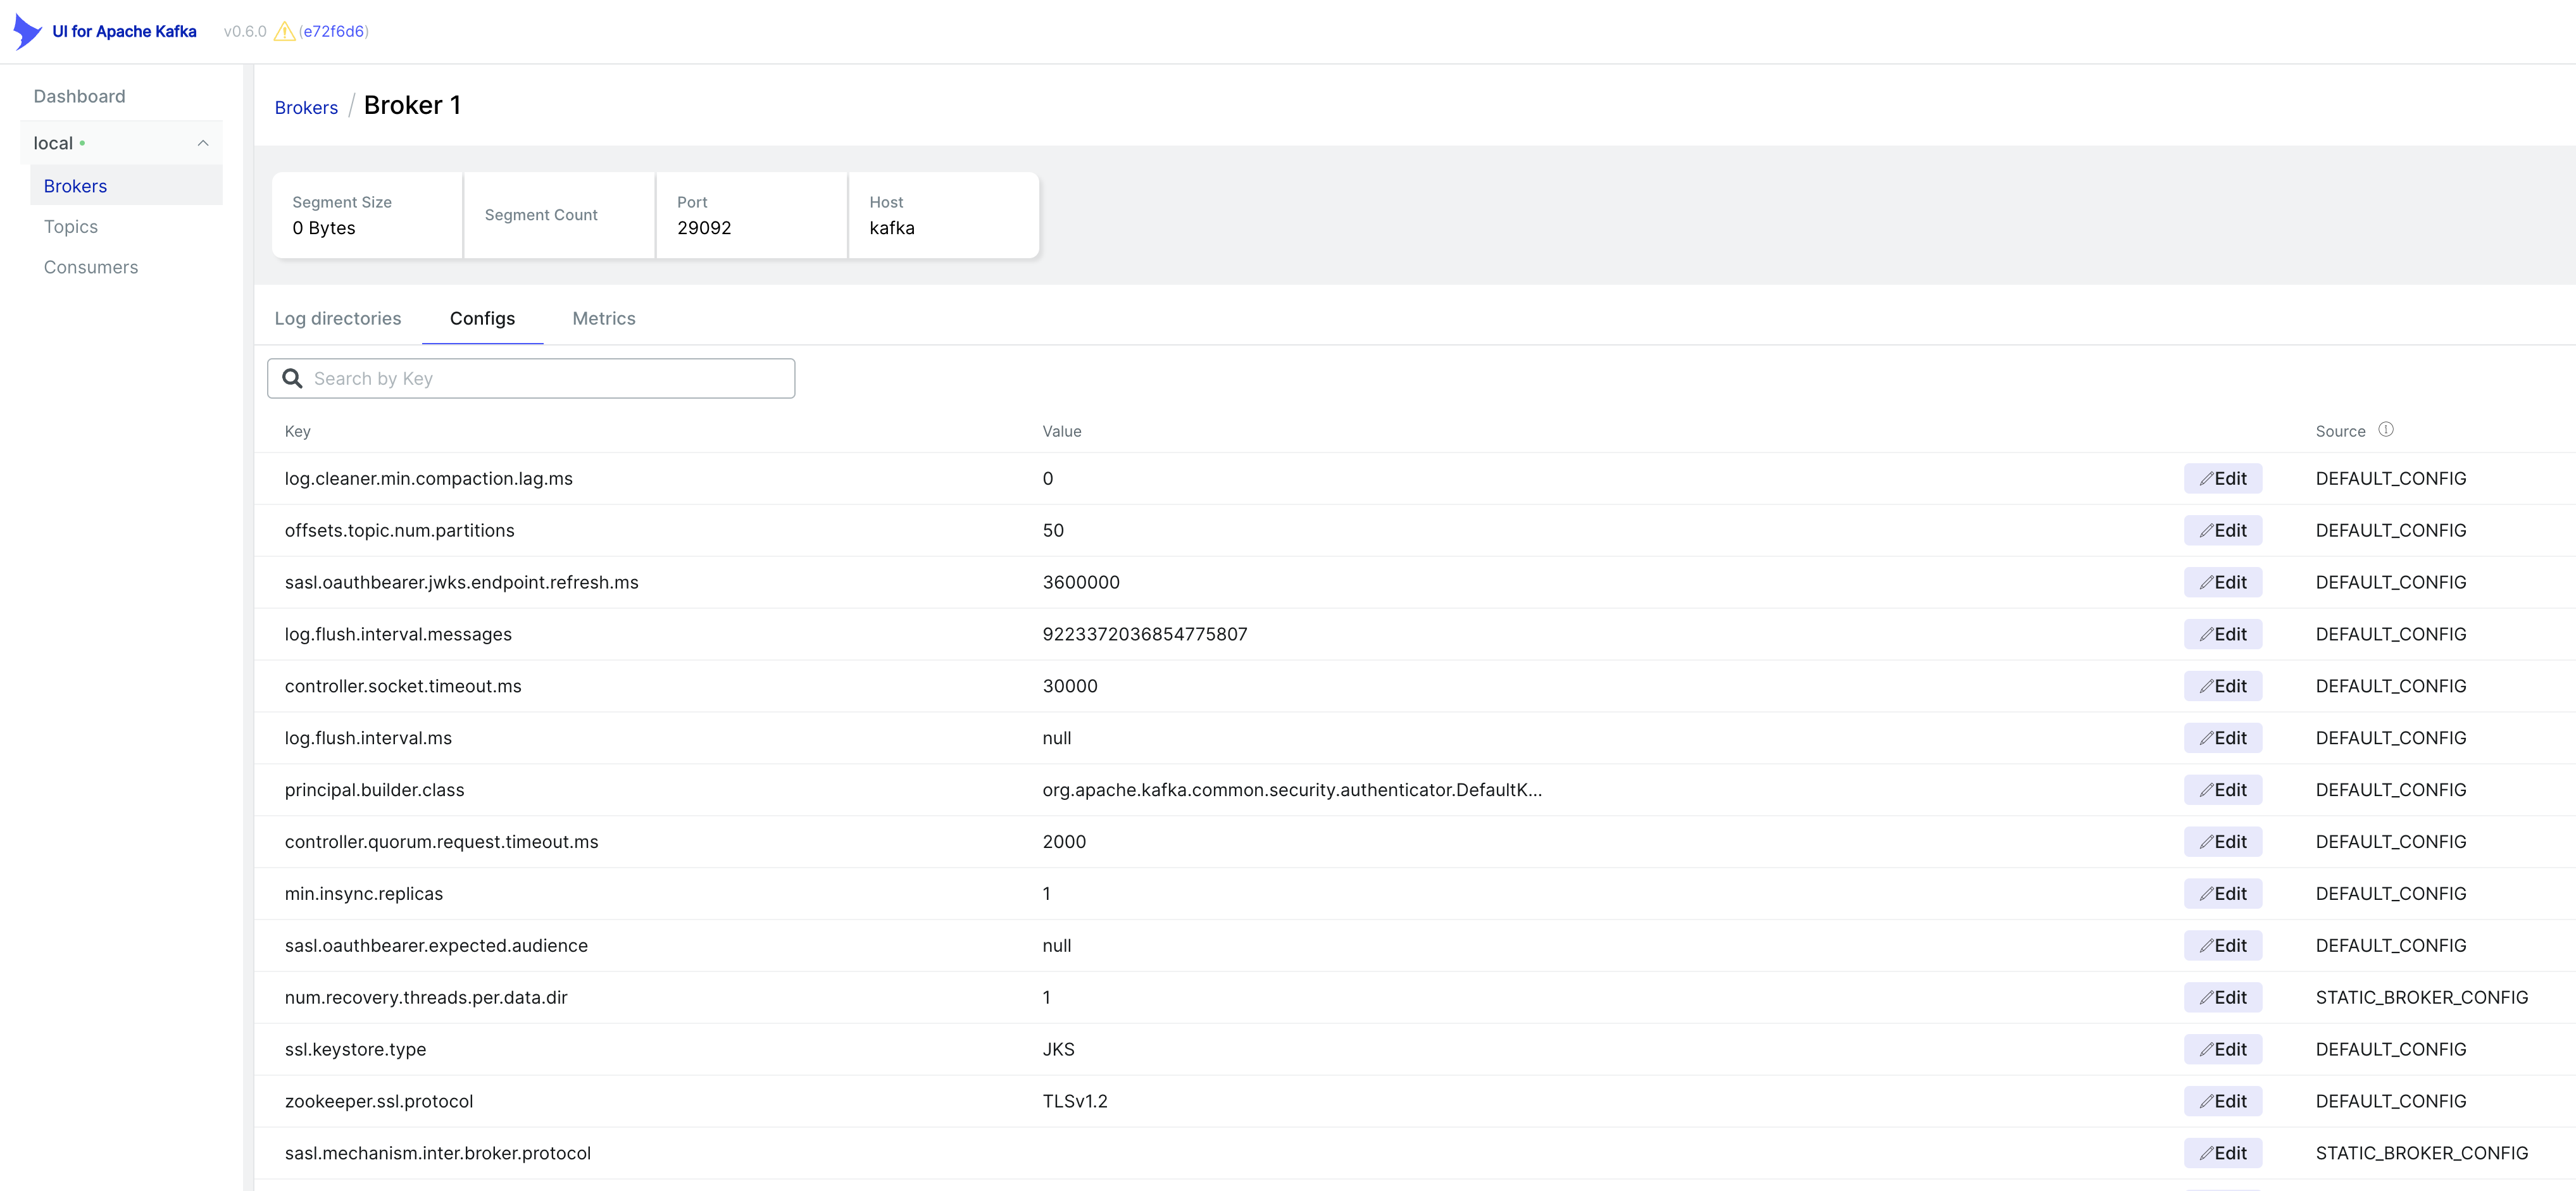 UI for Apache Kafka v0.6.0 (e72f6d6)
Dashboard
local
Brokers
Topics
Consumers
Brokers / Broker 1
Segment Size
0 Bytes
Segment Count
Port
29092
Host
kafka
Log directories Configs Metrics
Search by Key
Key Value Source
log.cleaner.min.compaction.lag.ms 0 Edit DEFAULT_CONFIG
offsets.topic.num.partitions 50 Edit DEFAULT_CONFIG
sasl.oauthbearer.jwks.endpoint.refresh.ms 3600000 Edit DEFAULT_CONFIG
log.flush.interval.messages 9223372036854775807 Edit DEFAULT_CONFIG
controller.socket.timeout.ms 30000 Edit DEFAULT_CONFIG
log.flush.interval.ms null Edit DEFAULT_CONFIG
principal.builder.class org.apache.kafka.common.security.authenticator.DefaultK... Edit DEFAULT_CONFIG
controller.quorum.request.timeout.ms 2000 Edit DEFAULT_CONFIG
min.insync.replicas 1 Edit DEFAULT_CONFIG
sasl.oauthbearer.expected.audience null Edit DEFAULT_CONFIG
num.recovery.threads.per.data.dir 1 Edit STATIC_BROKER_CONFIG
ssl.keystore.type JKS Edit DEFAULT_CONFIG
zookeeper.ssl.protocol TLSv1.2 Edit DEFAULT_CONFIG
sasl.mechanism.inter.broker.protocol Edit STATIC_BROKER_CONFIG